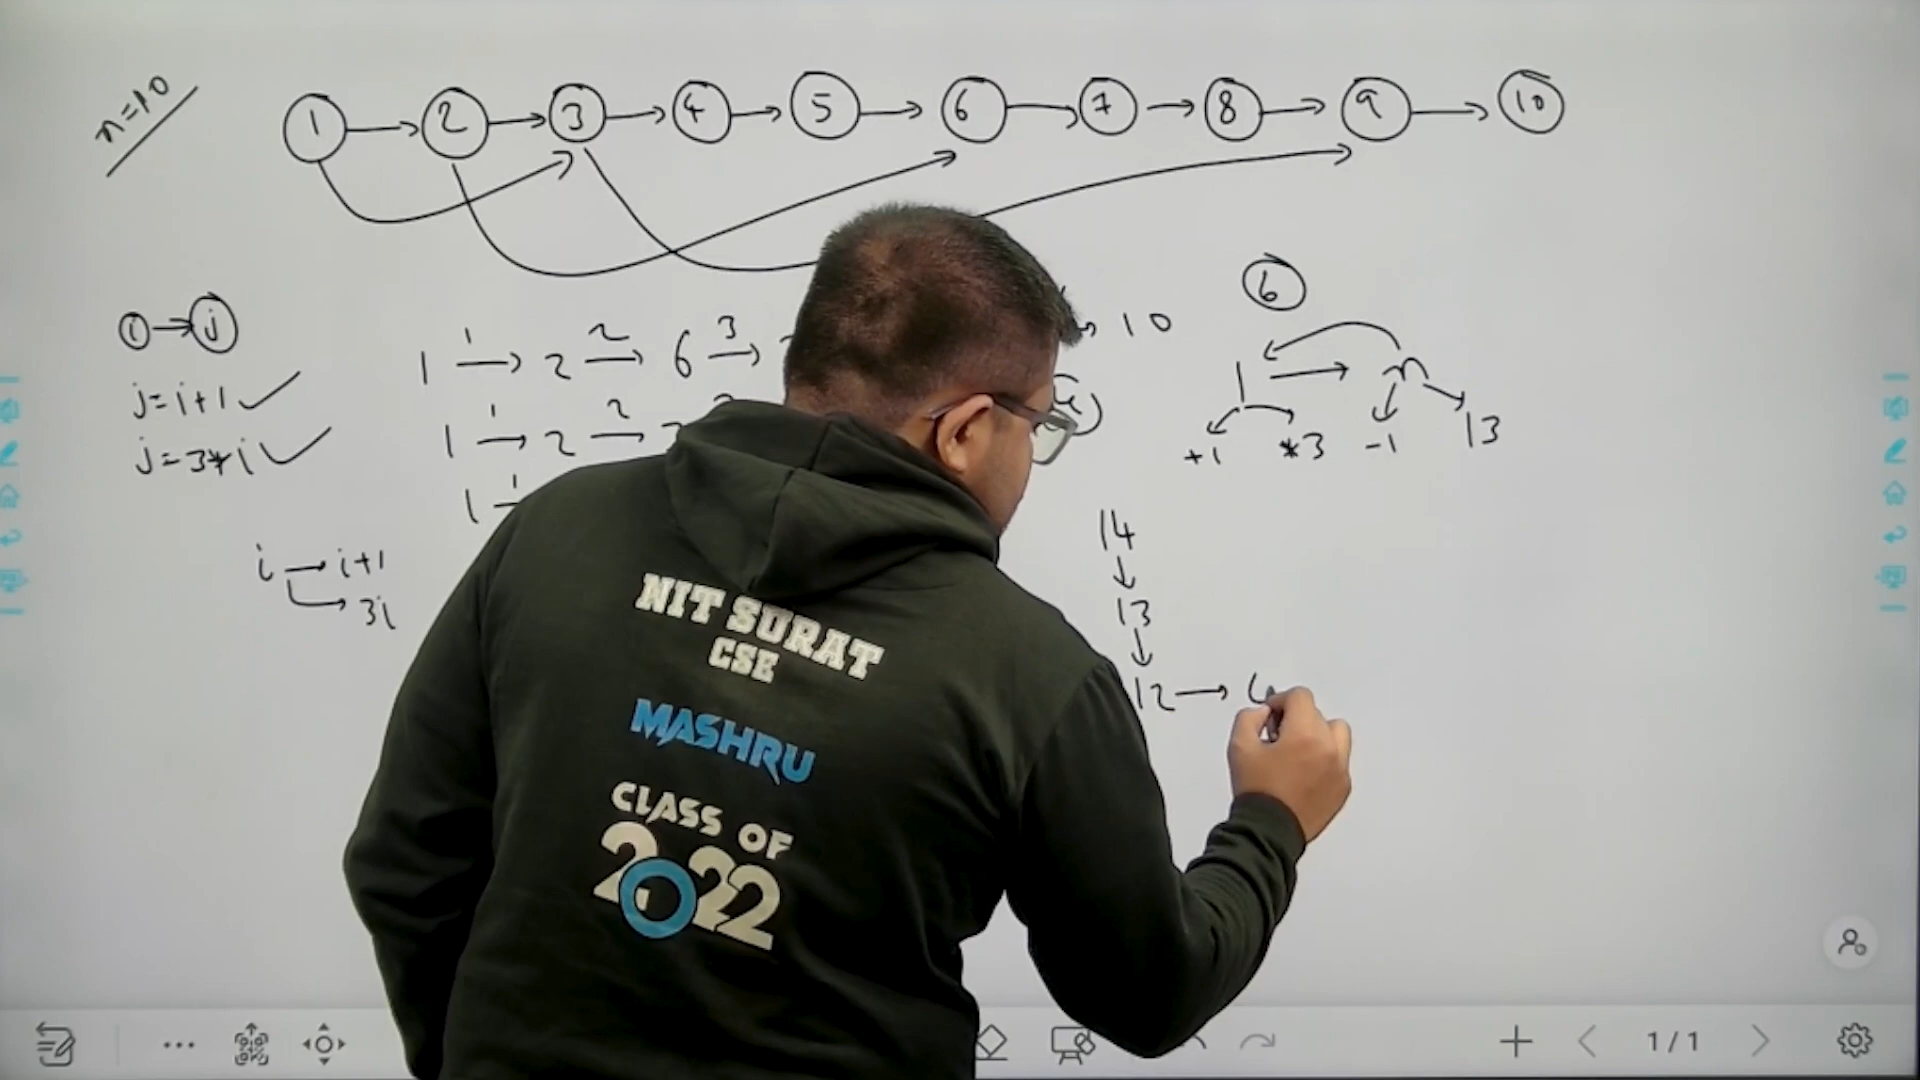 n=10
1 → 2 → 3 → 4 → 5 → 6 → 7 → 8 → 9 → 10
6
i → j
j=i+1 ✓
j=3*i ✓
1 →1 2 →2 6 →3
10
1 →1 2 →2
1
1 → n
+1 *3 -1 13
i → i+1
3i
14
↓
13
↓
12 →
NIT SURAT
CSE
MASHRU
CLASS OF
2022
1/1